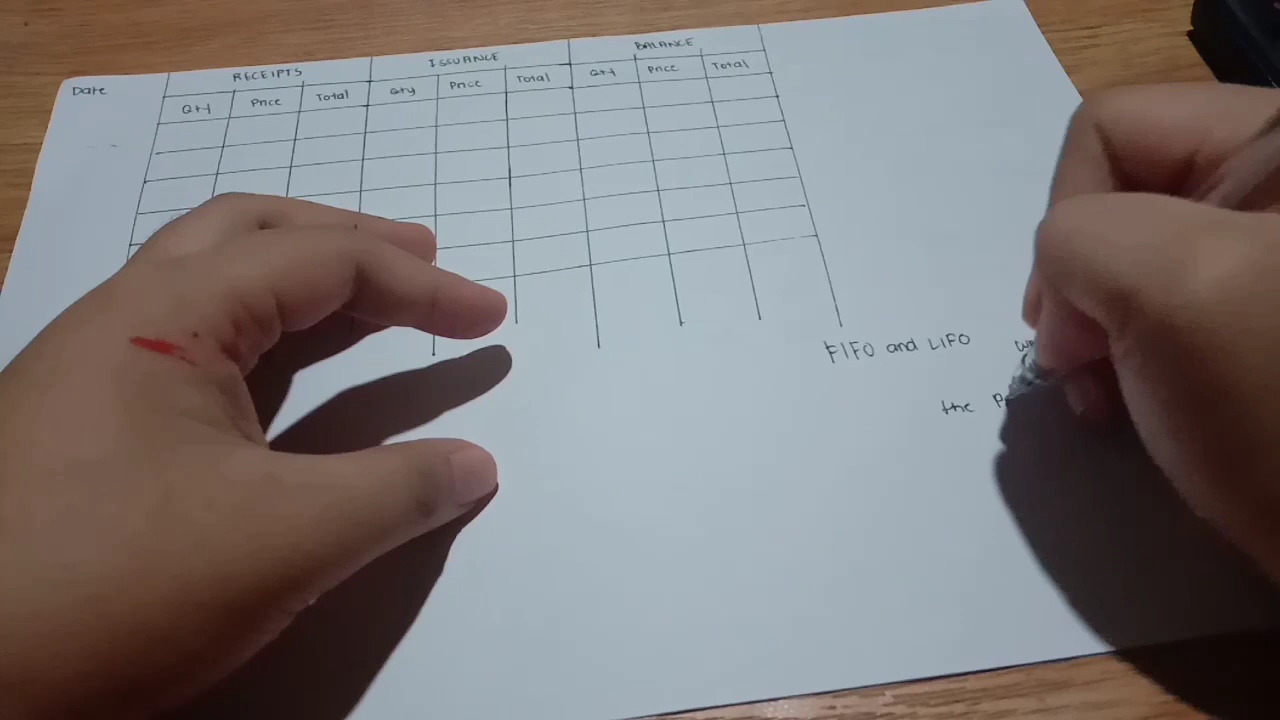 Date RECEIPTS ISSUANCE BALANCE
Qty Price Total Qty Price Total Qty Price Total
FIFO and LIFO
the